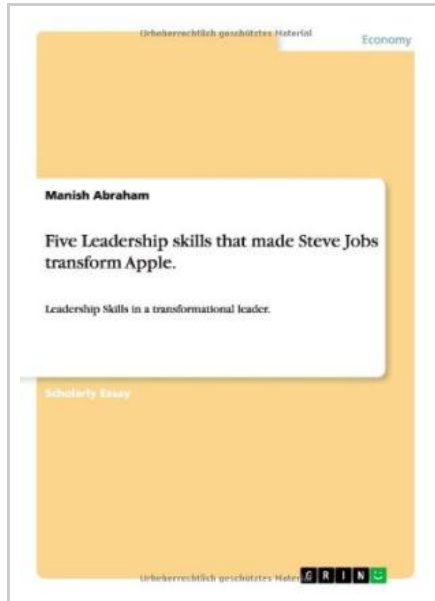 Urheberrechtlich geschütztes Material
Economy
Manish Abraham
Five Leadership skills that made Steve Jobs
transform Apple.
Leadership Skills in a transformational leader.
Scholarly Essay
Urheberrechtlich geschütztes Mater
GRIN